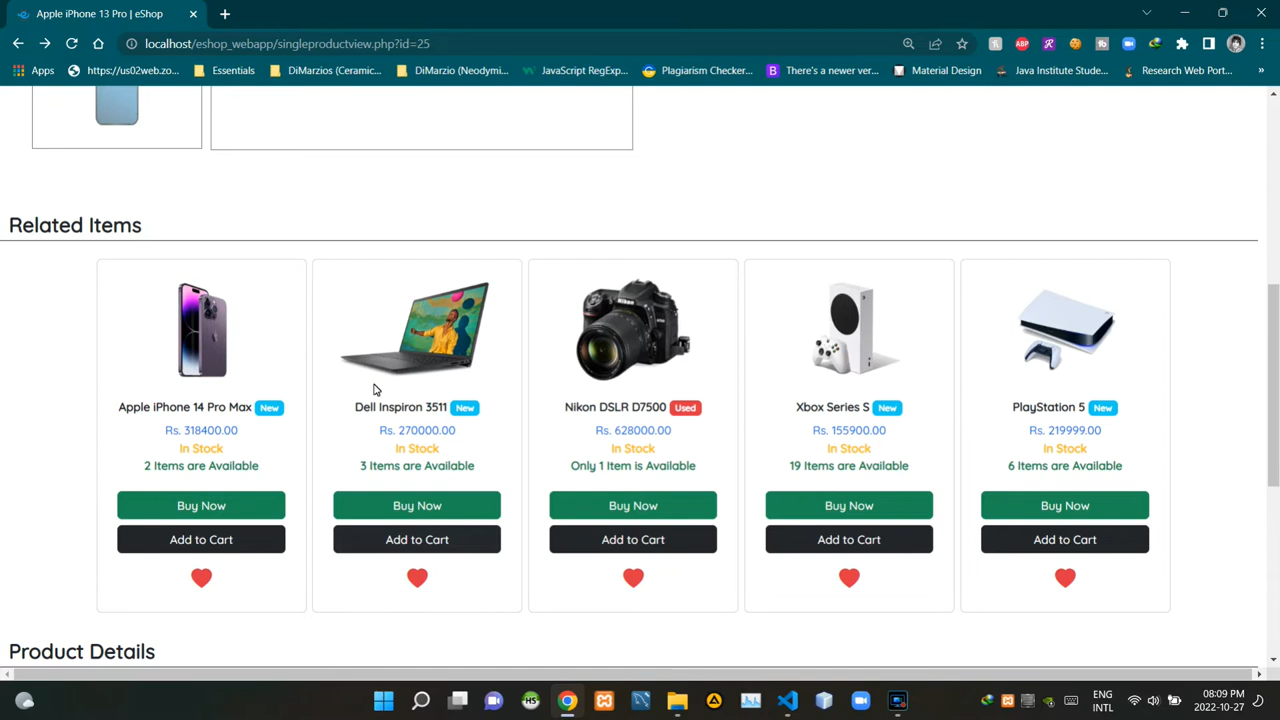 Apple iPhone 13 Pro | eShop
localhost/eshop_webapp/singleproductview.php?id=25
ABP
Apps https://us02web.zo... Essentials DiMarzios (Ceramic... DiMarzio (Neodymi... JavaScript RegExp... Plagiarism Checker... B There's a newer ver... Material Design Java Institute Stude... Research Web Port... »
Related Items
Apple iPhone 14 Pro Max New
Rs. 318400.00
In Stock
2 Items are Available
Buy Now
Add to Cart
Dell Inspiron 3511 New
Rs. 270000.00
In Stock
3 Items are Available
Buy Now
Add to Cart
Nikon DSLR D7500 Used
Rs. 628000.00
In Stock
Only 1 Item is Available
Buy Now
Add to Cart
Xbox Series S New
Rs. 155900.00
In Stock
19 Items are Available
Buy Now
Add to Cart
PlayStation 5 New
Rs. 219999.00
In Stock
6 Items are Available
Buy Now
Add to Cart
Product Details
HS
ENG
INTL
08:09 PM
2022-10-27